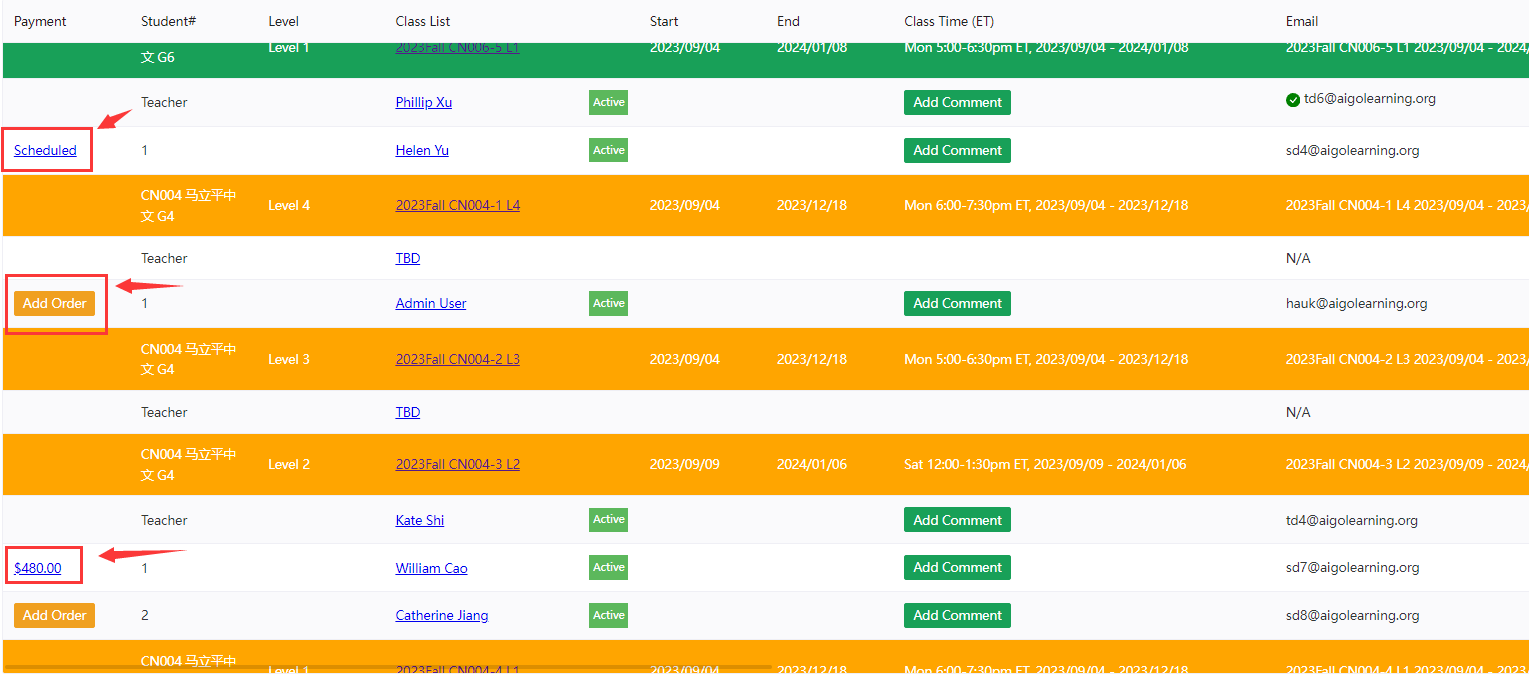 Payment Student# Level Class List Start End Class Time (ET) Email
Level 1 2023Fall CN006-5 L1 2023/09/04 2024/01/08 Mon 5:00-6:30pm ET, 2023/09/04 - 2024/01/08 2023Fall CN006-5 L1 2023/09/04 - 2024/
文 G6
Teacher Phillip Xu Active Add Comment td6@aigolearning.org
Scheduled 1 Helen Yu Active Add Comment sd4@aigolearning.org
CN004 马立平中
文 G4 Level 4 2023Fall CN004-1 L4 2023/09/04 2023/12/18 Mon 6:00-7:30pm ET, 2023/09/04 - 2023/12/18 2023Fall CN004-1 L4 2023/09/04 - 2023/
Teacher TBD N/A
Add Order 1 Admin User Active Add Comment hauk@aigolearning.org
CN004 马立平中
文 G4 Level 3 2023Fall CN004-2 L3 2023/09/04 2023/12/18 Mon 5:00-6:30pm ET, 2023/09/04 - 2023/12/18 2023Fall CN004-2 L3 2023/09/04 - 2023/
Teacher TBD N/A
CN004 马立平中
文 G4 Level 2 2023Fall CN004-3 L2 2023/09/09 2024/01/06 Sat 12:00-1:30pm ET, 2023/09/09 - 2024/01/06 2023Fall CN004-3 L2 2023/09/09 - 2024/
Teacher Kate Shi Active Add Comment td4@aigolearning.org
$480.00 1 William Cao Active Add Comment sd7@aigolearning.org
Add Order 2 Catherine Jiang Active Add Comment sd8@aigolearning.org
CN004 马立平中
Level 1 2023Fall CN004-4 L1 2023/09/04 2023/12/18 Mon 6:00-7:30pm ET, 2023/09/04 - 2023/12/18 2023Fall CN004-4 L1 2023/09/04 - 2023/